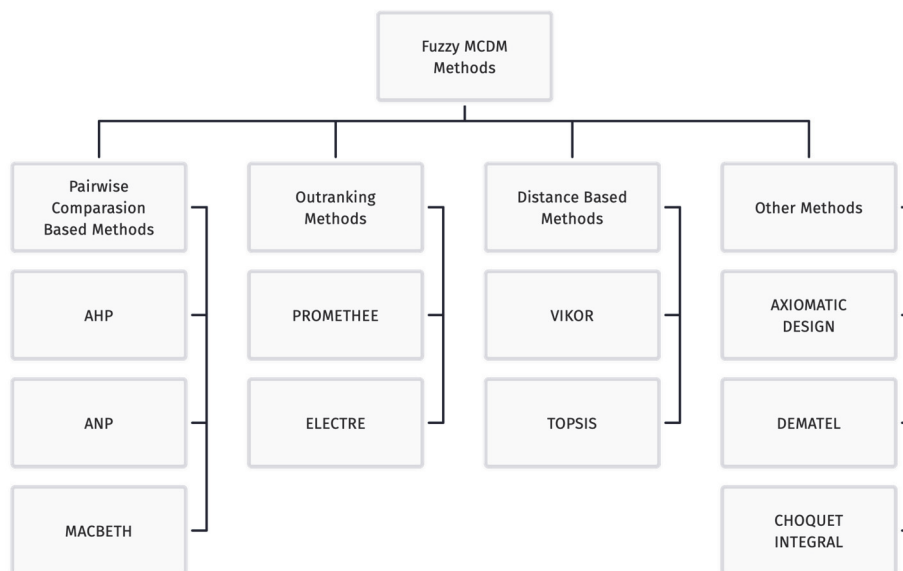 Fuzzy MCDM
Methods
Pairwise
Comparasion
Based Methods
AHP
ANP
MACBETH
Outranking
Methods
PROMETHEE
ELECTRE
Distance Based
Methods
VIKOR
TOPSIS
Other Methods
AXIOMATIC
DESIGN
DEMATEL
CHOQUET
INTEGRAL